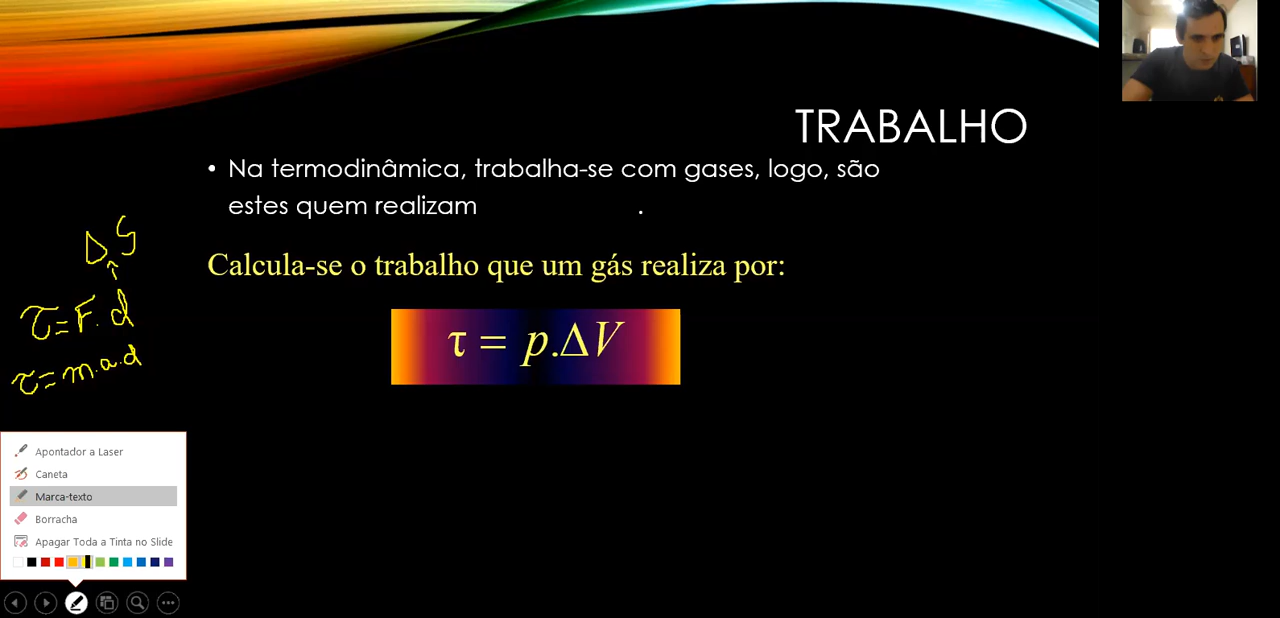 TRABALHO
• Na termodinâmica, trabalha-se com gases, logo, são
estes quem realizam .
Calcula-se o trabalho que um gás realiza por:
τ = p.ΔV
ΔS
τ = F.d
τ = m.a.d
Apontador a Laser
Caneta
Marca-texto
Borracha
Apagar Toda a Tinta no Slide